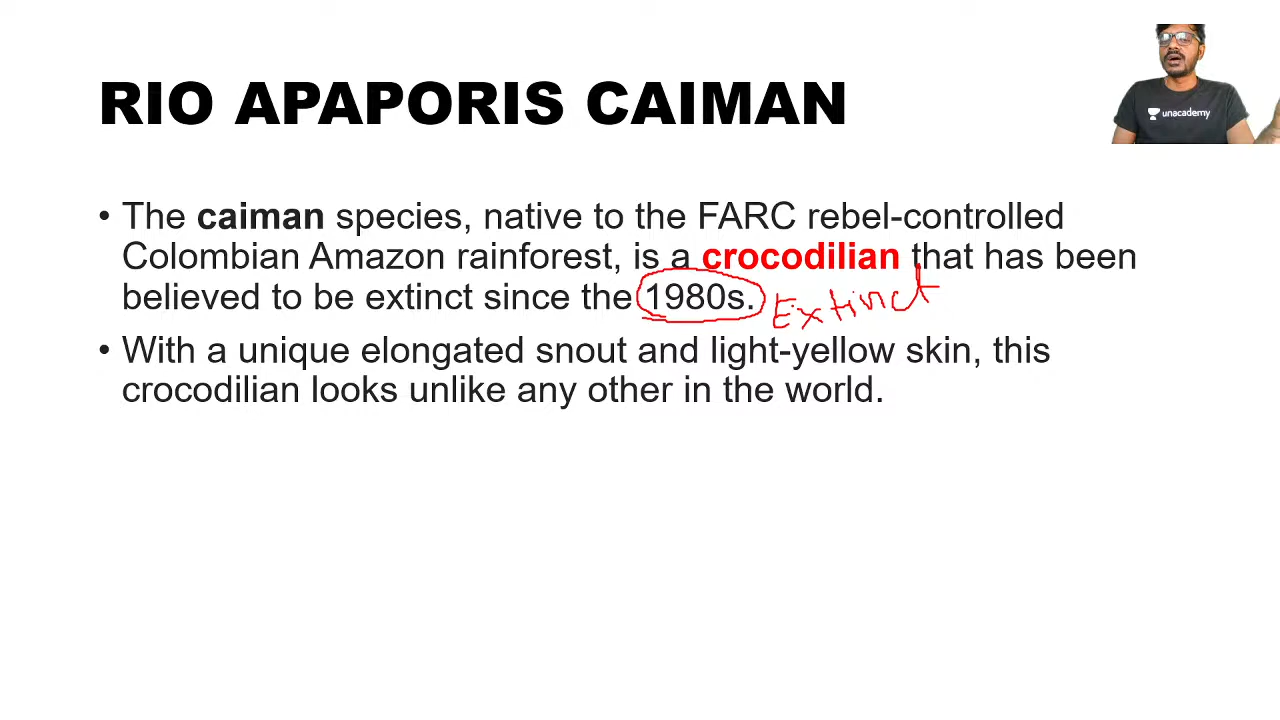 RIO APAPORIS CAIMAN
unacademy
• The caiman species, native to the FARC rebel-controlled
Colombian Amazon rainforest, is a crocodilian that has been
believed to be extinct since the 1980s. Extinct
• With a unique elongated snout and light-yellow skin, this
crocodilian looks unlike any other in the world.